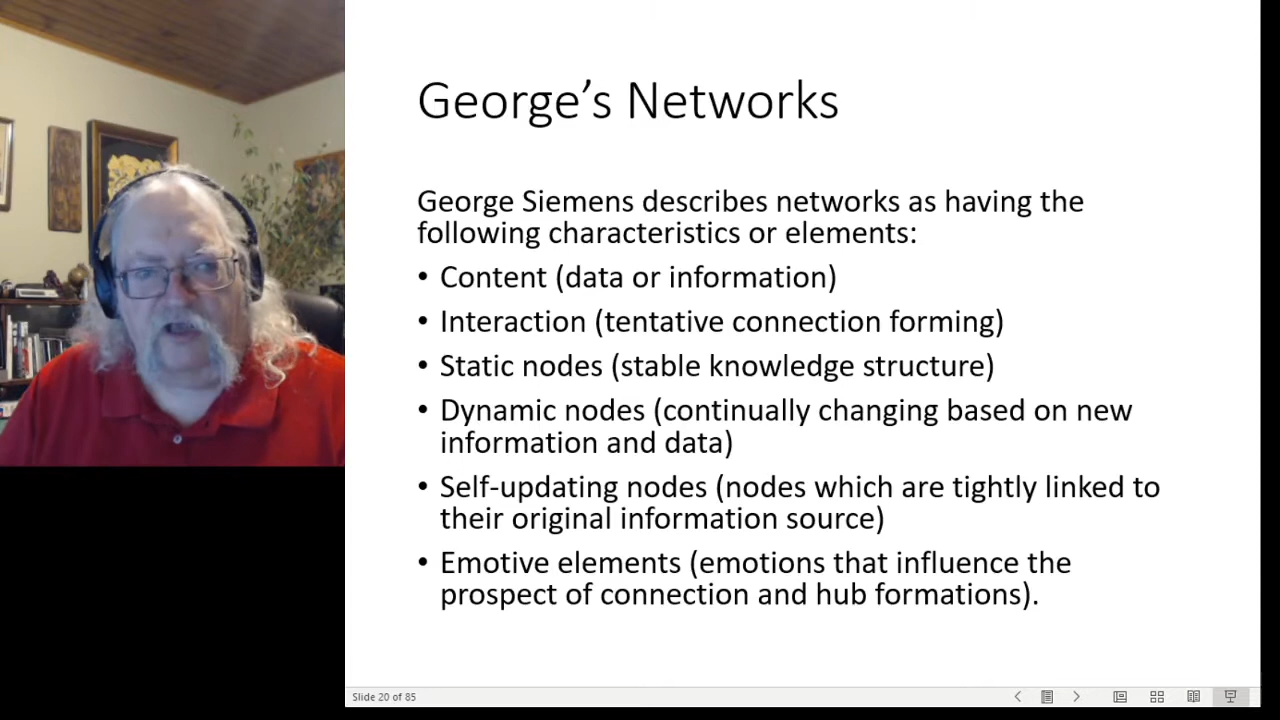 George’s Networks
George Siemens describes networks as having the
following characteristics or elements:
• Content (data or information)
• Interaction (tentative connection forming)
• Static nodes (stable knowledge structure)
• Dynamic nodes (continually changing based on new
information and data)
• Self-updating nodes (nodes which are tightly linked to
their original information source)
• Emotive elements (emotions that influence the
prospect of connection and hub formations).
Slide 20 of 85